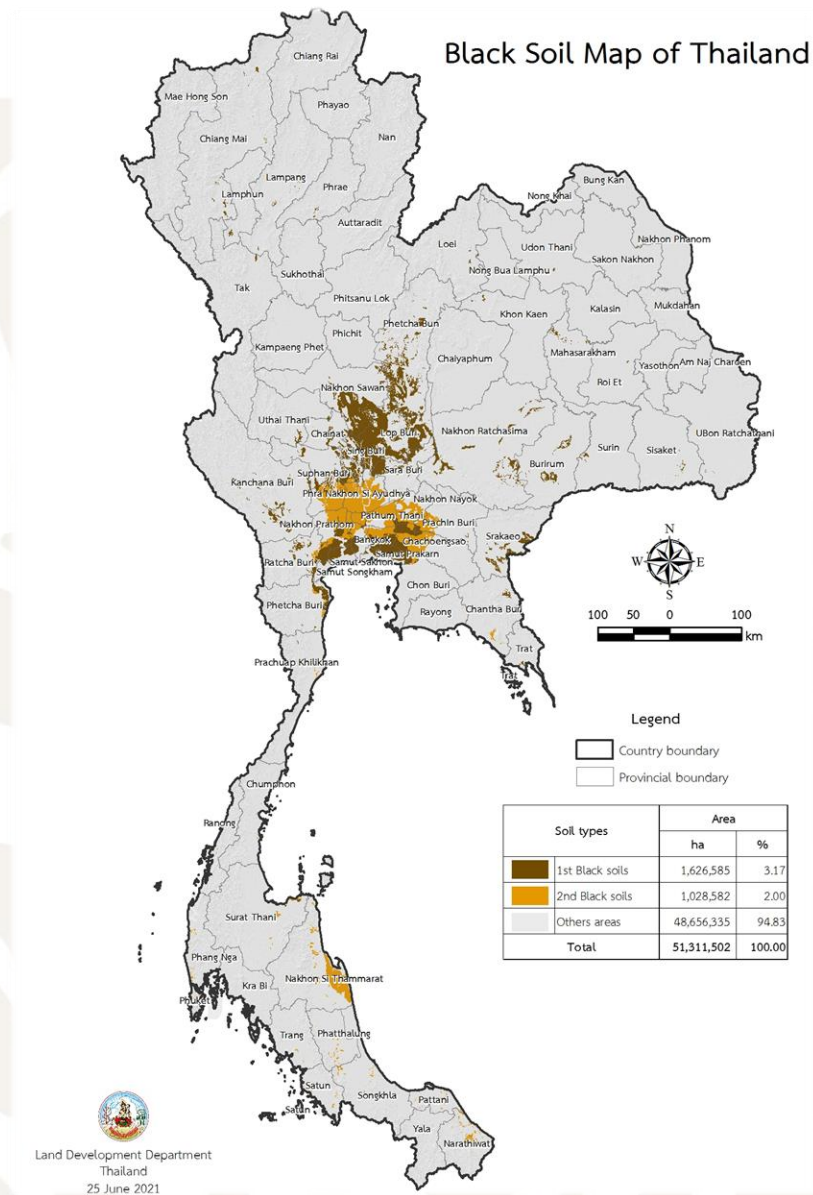 Black Soil Map of Thailand
Chiang Rai
Mae Hong Son
Phayao
Chiang Mai
Nan
Lampang
Phrae
Lamphun
Auttaradit
Bung Kan
Nong Khai
Loei
Udon Thani
Nakhon Phanom
Sakon Nakhon
Nong Bua Lamphu
Sukhothai
Tak
Phitsanu Lok
Phetcha Bun
Khon Kaen
Kalasin
Mukdahan
Phichit
Kampaeng Phet
Chaiyaphum
Mahasarakham
Yasothon
Am Naj Charoen
Roi Et
Nakhon Sawan
Uthai Thani
Chainat
Lop Buri
Nakhon Ratchasima
Sing Buri
Burirum
Surin
Sisaket
UBon Ratchathani
Suphan Buri
Sara Buri
Kanchana Buri
Phra Nakhon Si Ayudhya
Nakhon Nayok
Pathum Thani
Nakhon Prathom
Prachin Buri
Bangkok
Chachoengsao
Srakaeo
Samut Prakarn
Ratcha Buri
Samut Sakhon
Samut Songkham
Chon Buri
Phetcha Buri
Rayong
Chantha Buri
Trat
Trat
Prachuap Khilikhan
N
W
E
S
100 50 0 100
km
Legend
Country boundary
Provincial boundary
Soil types
Area
ha %
1st Black soils 1,626,585 3.17
2nd Black soils 1,028,582 2.00
Others areas 48,656,335 94.83
Total 51,311,502 100.00
Chumphon
Ranong
Surat Thani
Phang Nga
Nakhon Si Thammarat
Kra Bi
Phuket
Trang
Phatthalung
Satun
Songkhla
Pattani
Satun
Yala
Narathiwat
Land Development Department
Thailand
25 June 2021